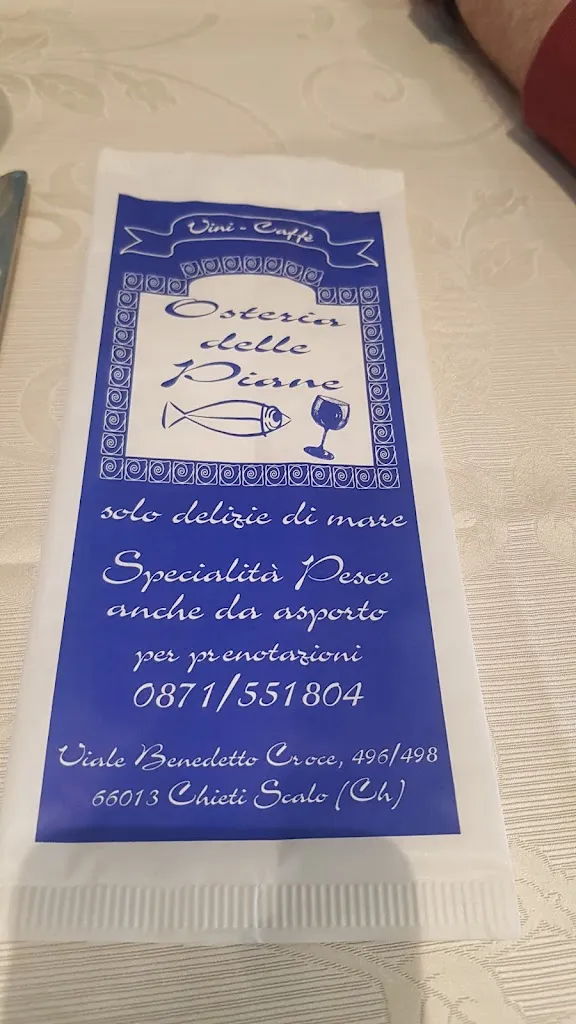 Vini - Caffè
Osteria
delle
Piane
solo delizie di mare
Specialità Pesce
anche da asporto
per prenotazioni
0871/551804
Viale Benedetto Croce, 496/498
66013 Chieti Scalo (Ch)